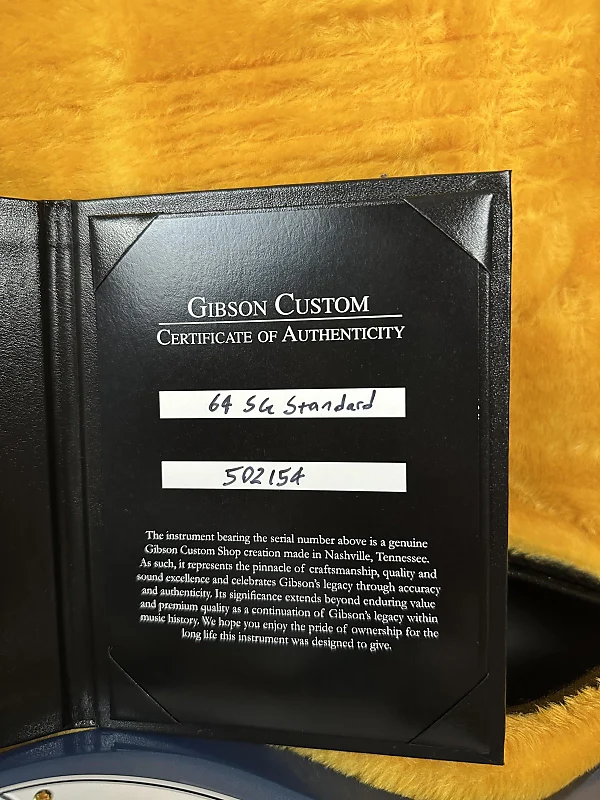 GIBSON CUSTOM
CERTIFICATE OF AUTHENTICITY
64 SG Standard
502154
The instrument bearing the serial number above is a genuine
Gibson Custom Shop creation made in Nashville, Tennessee.
As such, it represents the pinnacle of craftsmanship, quality and
sound excellence and celebrates Gibson's legacy through accuracy
and authenticity. Its significance extends beyond enduring value
and premium quality as a continuation of Gibson's legacy within
music history. We hope you enjoy the pride of ownership for the
long life this instrument was designed to give.